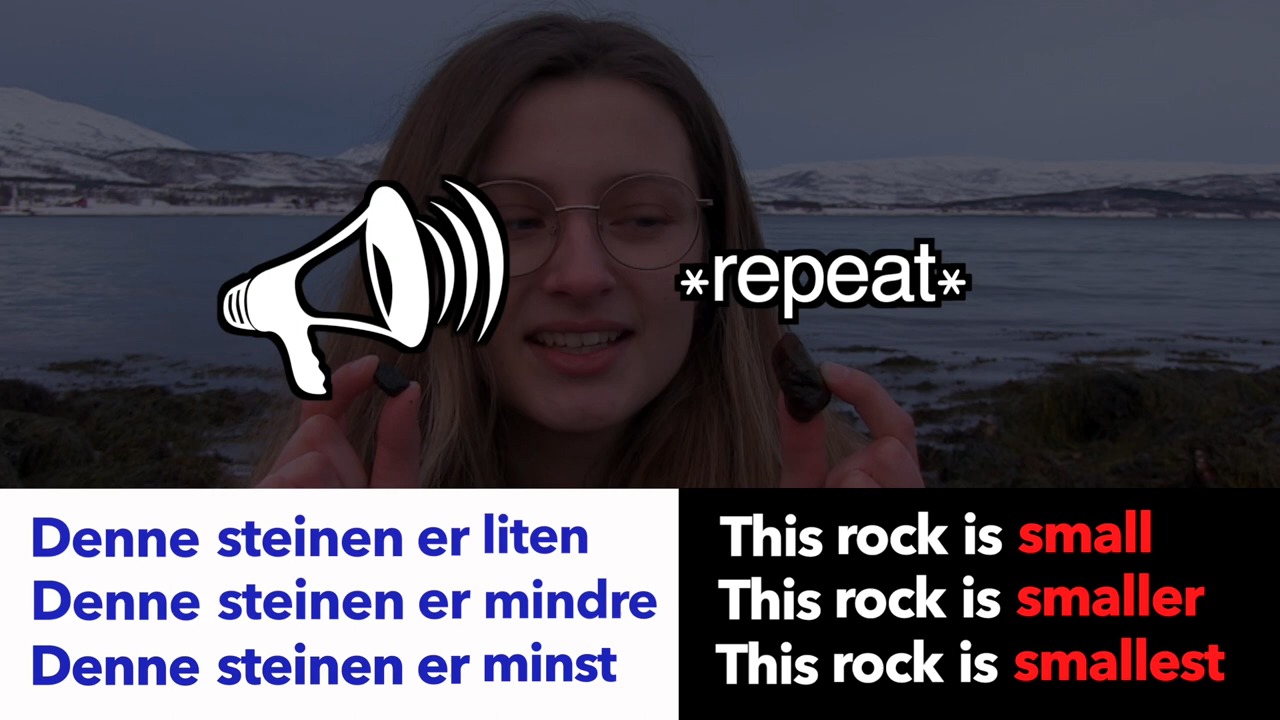 *repeat*
Denne steinen er liten
Denne steinen er mindre
Denne steinen er minst
This rock is small
This rock is smaller
This rock is smallest